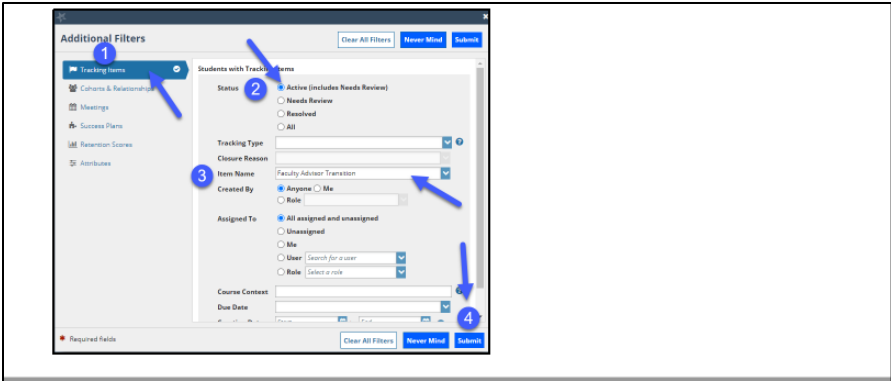 Additional Filters
Clear All Filters Never Mind Submit
1
Tracking Items
Cohorts & Relationships
Meetings
Success Plans
Retention Scores
Attributes
Students with Tracking Items
Status 2 Active (includes Needs Review)
Needs Review
Resolved
All
Tracking Type
Closure Reason
3 Item Name Faculty Advisor Transition
Created By Anyone Me
Role
Assigned To All assigned and unassigned
Unassigned
Me
User Search for a user
Role Select a role
Course Context
Due Date
4
* Required fields
Clear All Filters Never Mind Submit